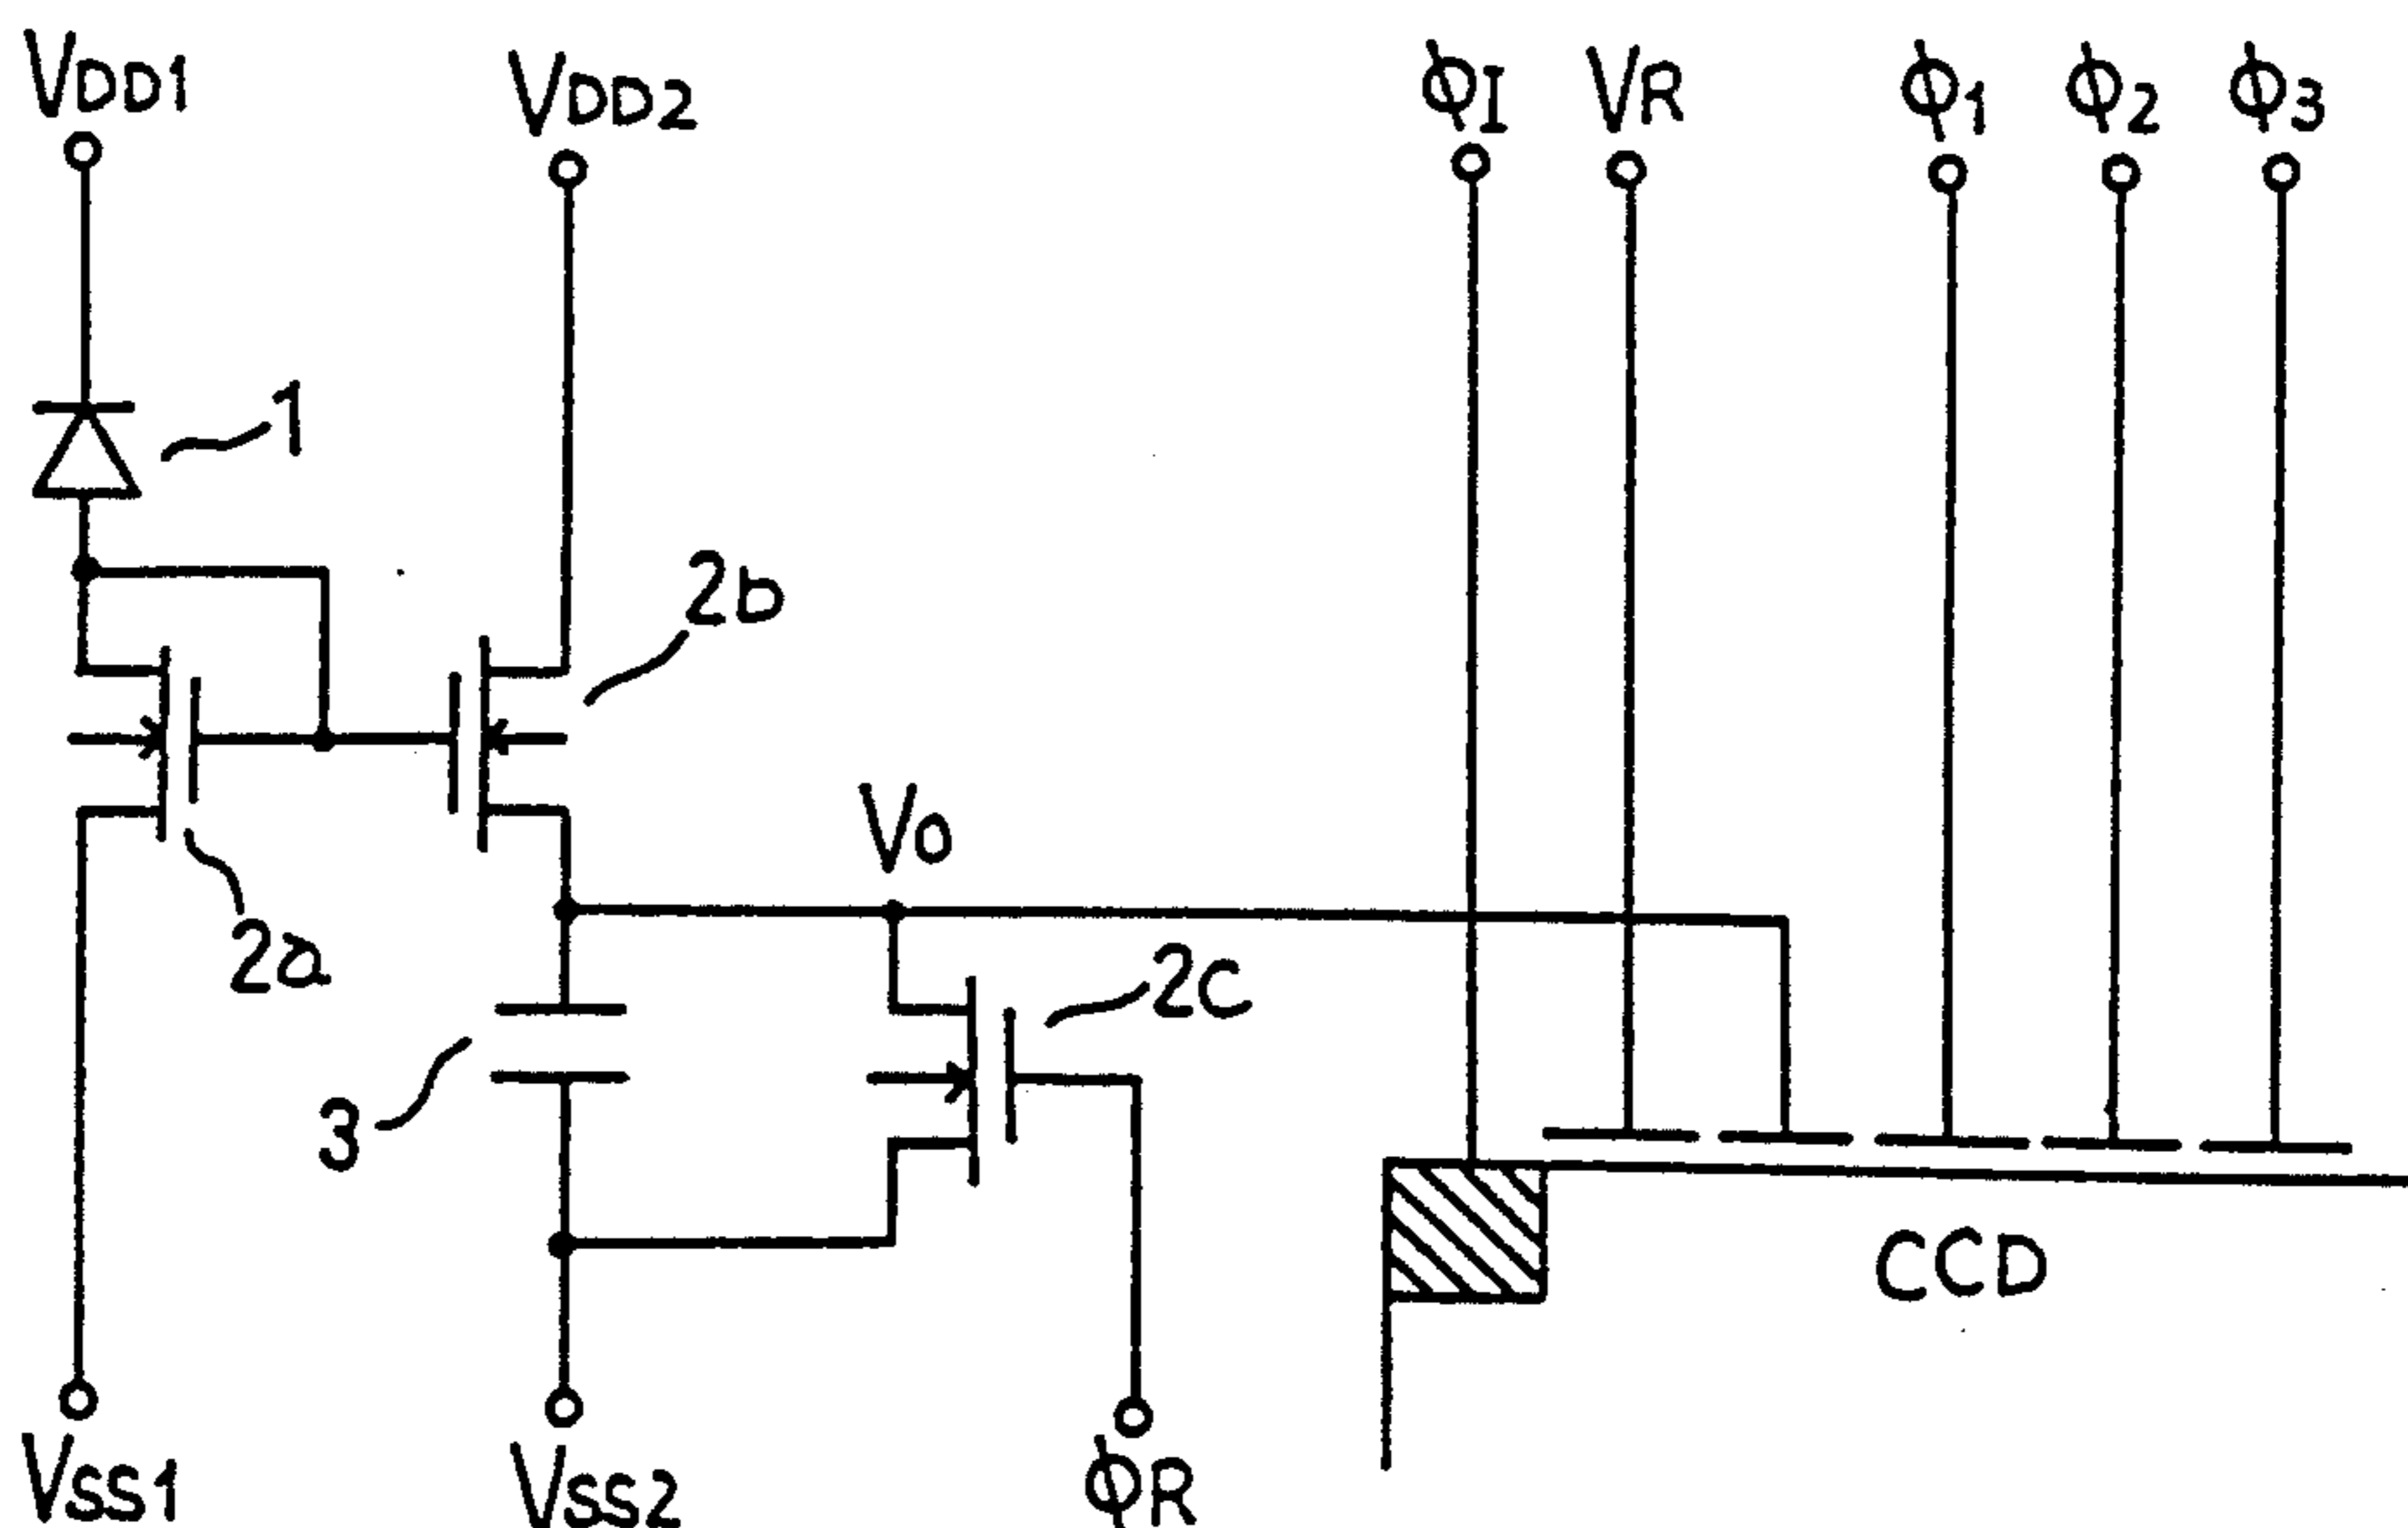 VDD1
VDD2
ϕI
VR
ϕ1
ϕ2
ϕ3
1
2b
VO
2a
2c
3
CCD
VSS1
VSS2
ϕR